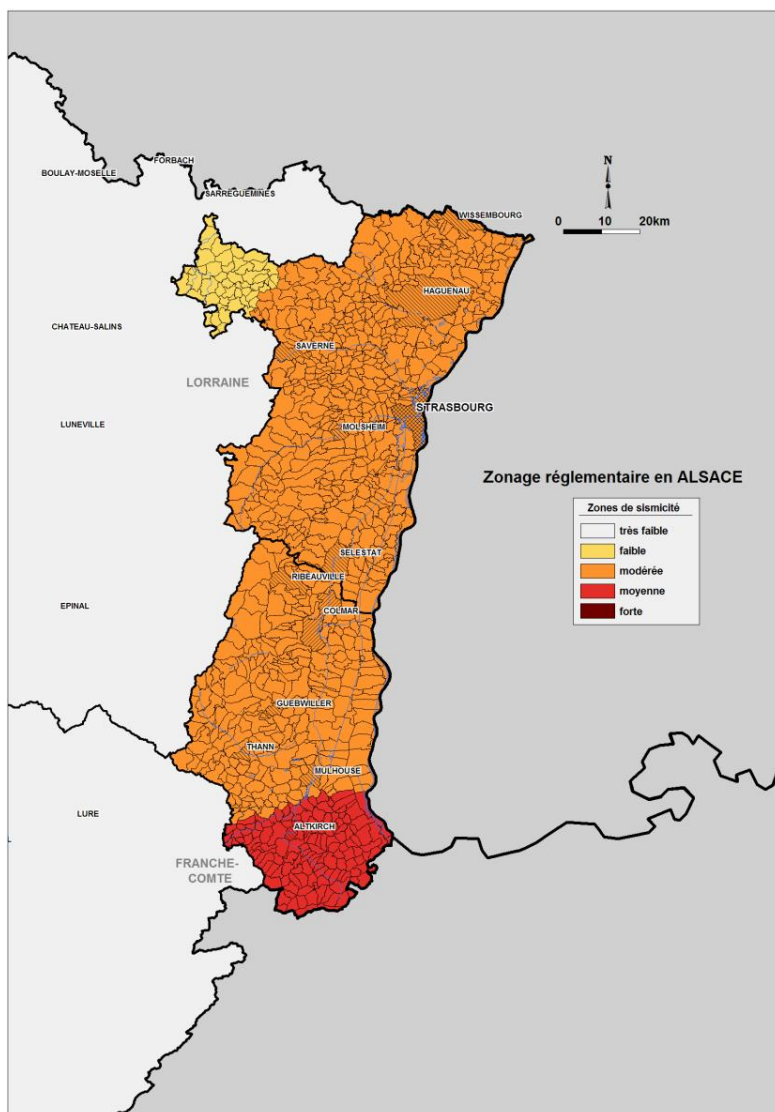 FORBACH
BOULAY-MOSELLE
SARREGUEMINES
WISSEMBOURG
N
0 10 20km
HAGUENAU
CHATEAU-SALINS
SAVERNE
LORRAINE
STRASBOURG
LUNEVILLE
MOLSHEIM
Zonage réglementaire en ALSACE
Zones de sismicité
très faible
faible
modérée
moyenne
forte
SELESTAT
RIBEAUVILLE
EPINAL
COLMAR
GUEBWILLER
THANN
MULHOUSE
LURE
ALTKIRCH
FRANCHE-
COMTE